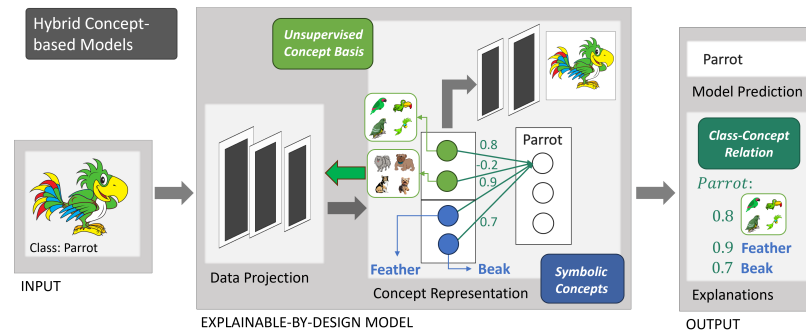 Hybrid Concept-
based Models
Class: Parrot
INPUT
Unsupervised
Concept Basis
Data Projection
0.8
-0.2
0.9
0.7
Parrot
Feather
Beak
Concept Representation
Symbolic
Concepts
EXPLAINABLE-BY-DESIGN MODEL
Parrot
Model Prediction
Class-Concept
Relation
Parrot:
0.8
0.9 Feather
0.7 Beak
Explanations
OUTPUT